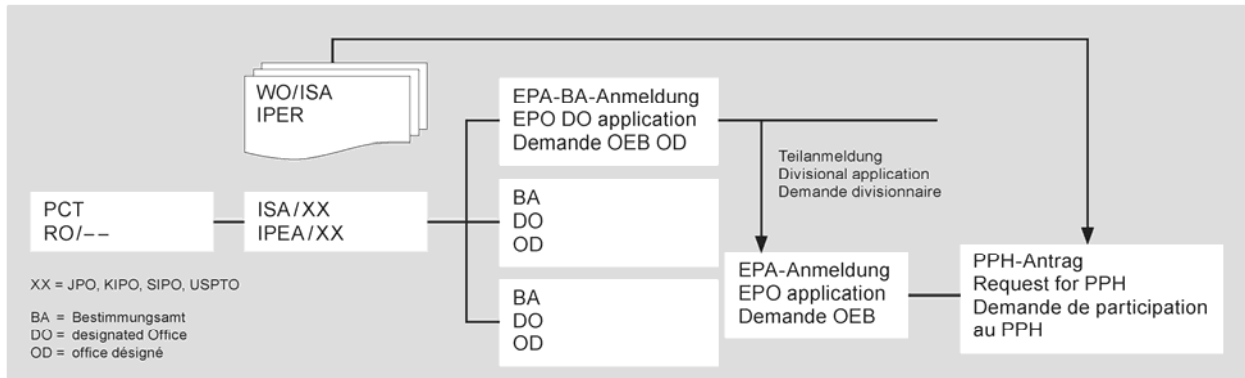 WO/ISA
IPER
EPA-BA-Anmeldung
EPO DO application
Demande OEB OD
Teilanmeldung
Divisional application
Demande divisionnaire
PCT
RO/––
ISA/XX
IPEA/XX
BA
DO
OD
BA
DO
OD
EPA-Anmeldung
EPO application
Demande OEB
PPH-Antrag
Request for PPH
Demande de participation
au PPH
XX = JPO, KIPO, SIPO, USPTO
BA = Bestimmungsamt
DO = designated Office
OD = office désigné